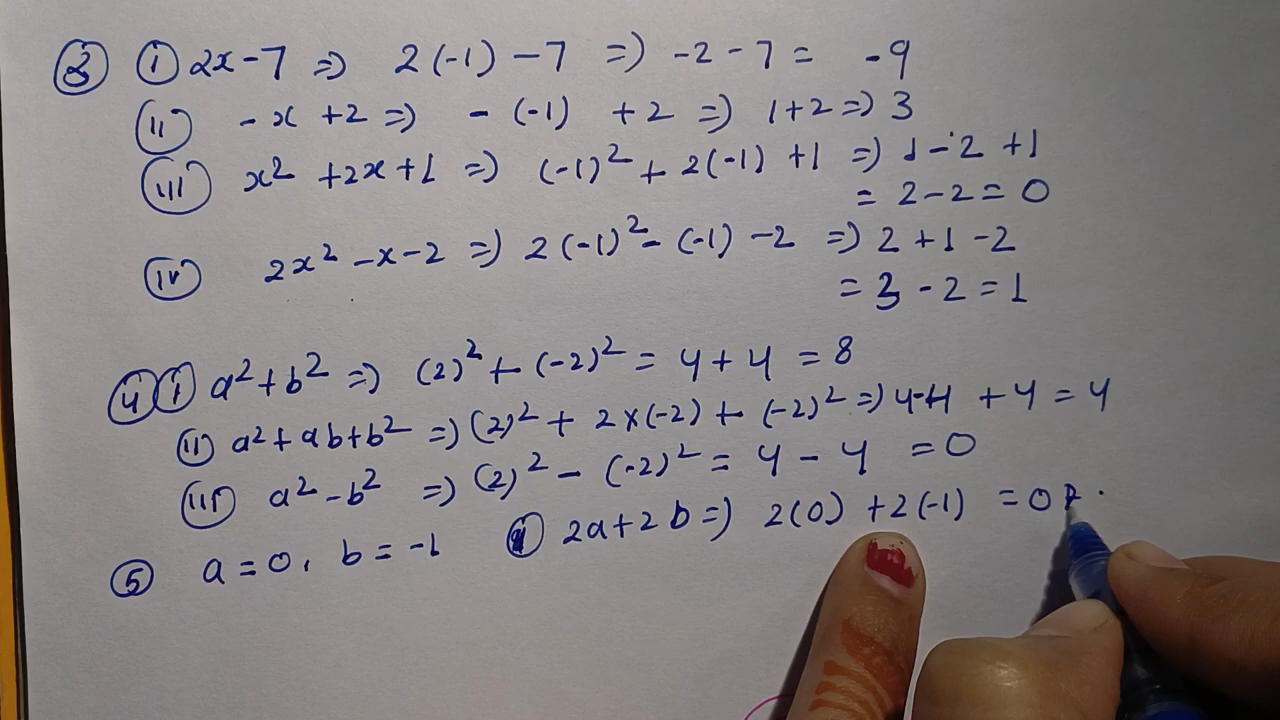 ③ (i) 2x-7 => 2(-1) -7 => -2-7= -9
(ii) -x +2 => -(-1) +2 => 1+2 => 3
(iii) x² +2x+1 => (-1)² + 2(-1) +1 => 1-2 +1
= 2-2 = 0
(iv) 2x² -x-2 => 2(-1)² -(-1) -2 => 2 +1 -2
= 3 -2 = 1
④ (i) a²+b² => (2)² + (-2)² = 4+4 = 8
(ii) a²+ab+b² => (2)² + 2×(-2) + (-2)² => 4-4 +4 = 4
(iii) a² -b² => (2)² - (-2)² = 4 - 4 = 0
⑤ a=0, b=-1 (i) 2a+2b => 2(0) +2(-1) = 0